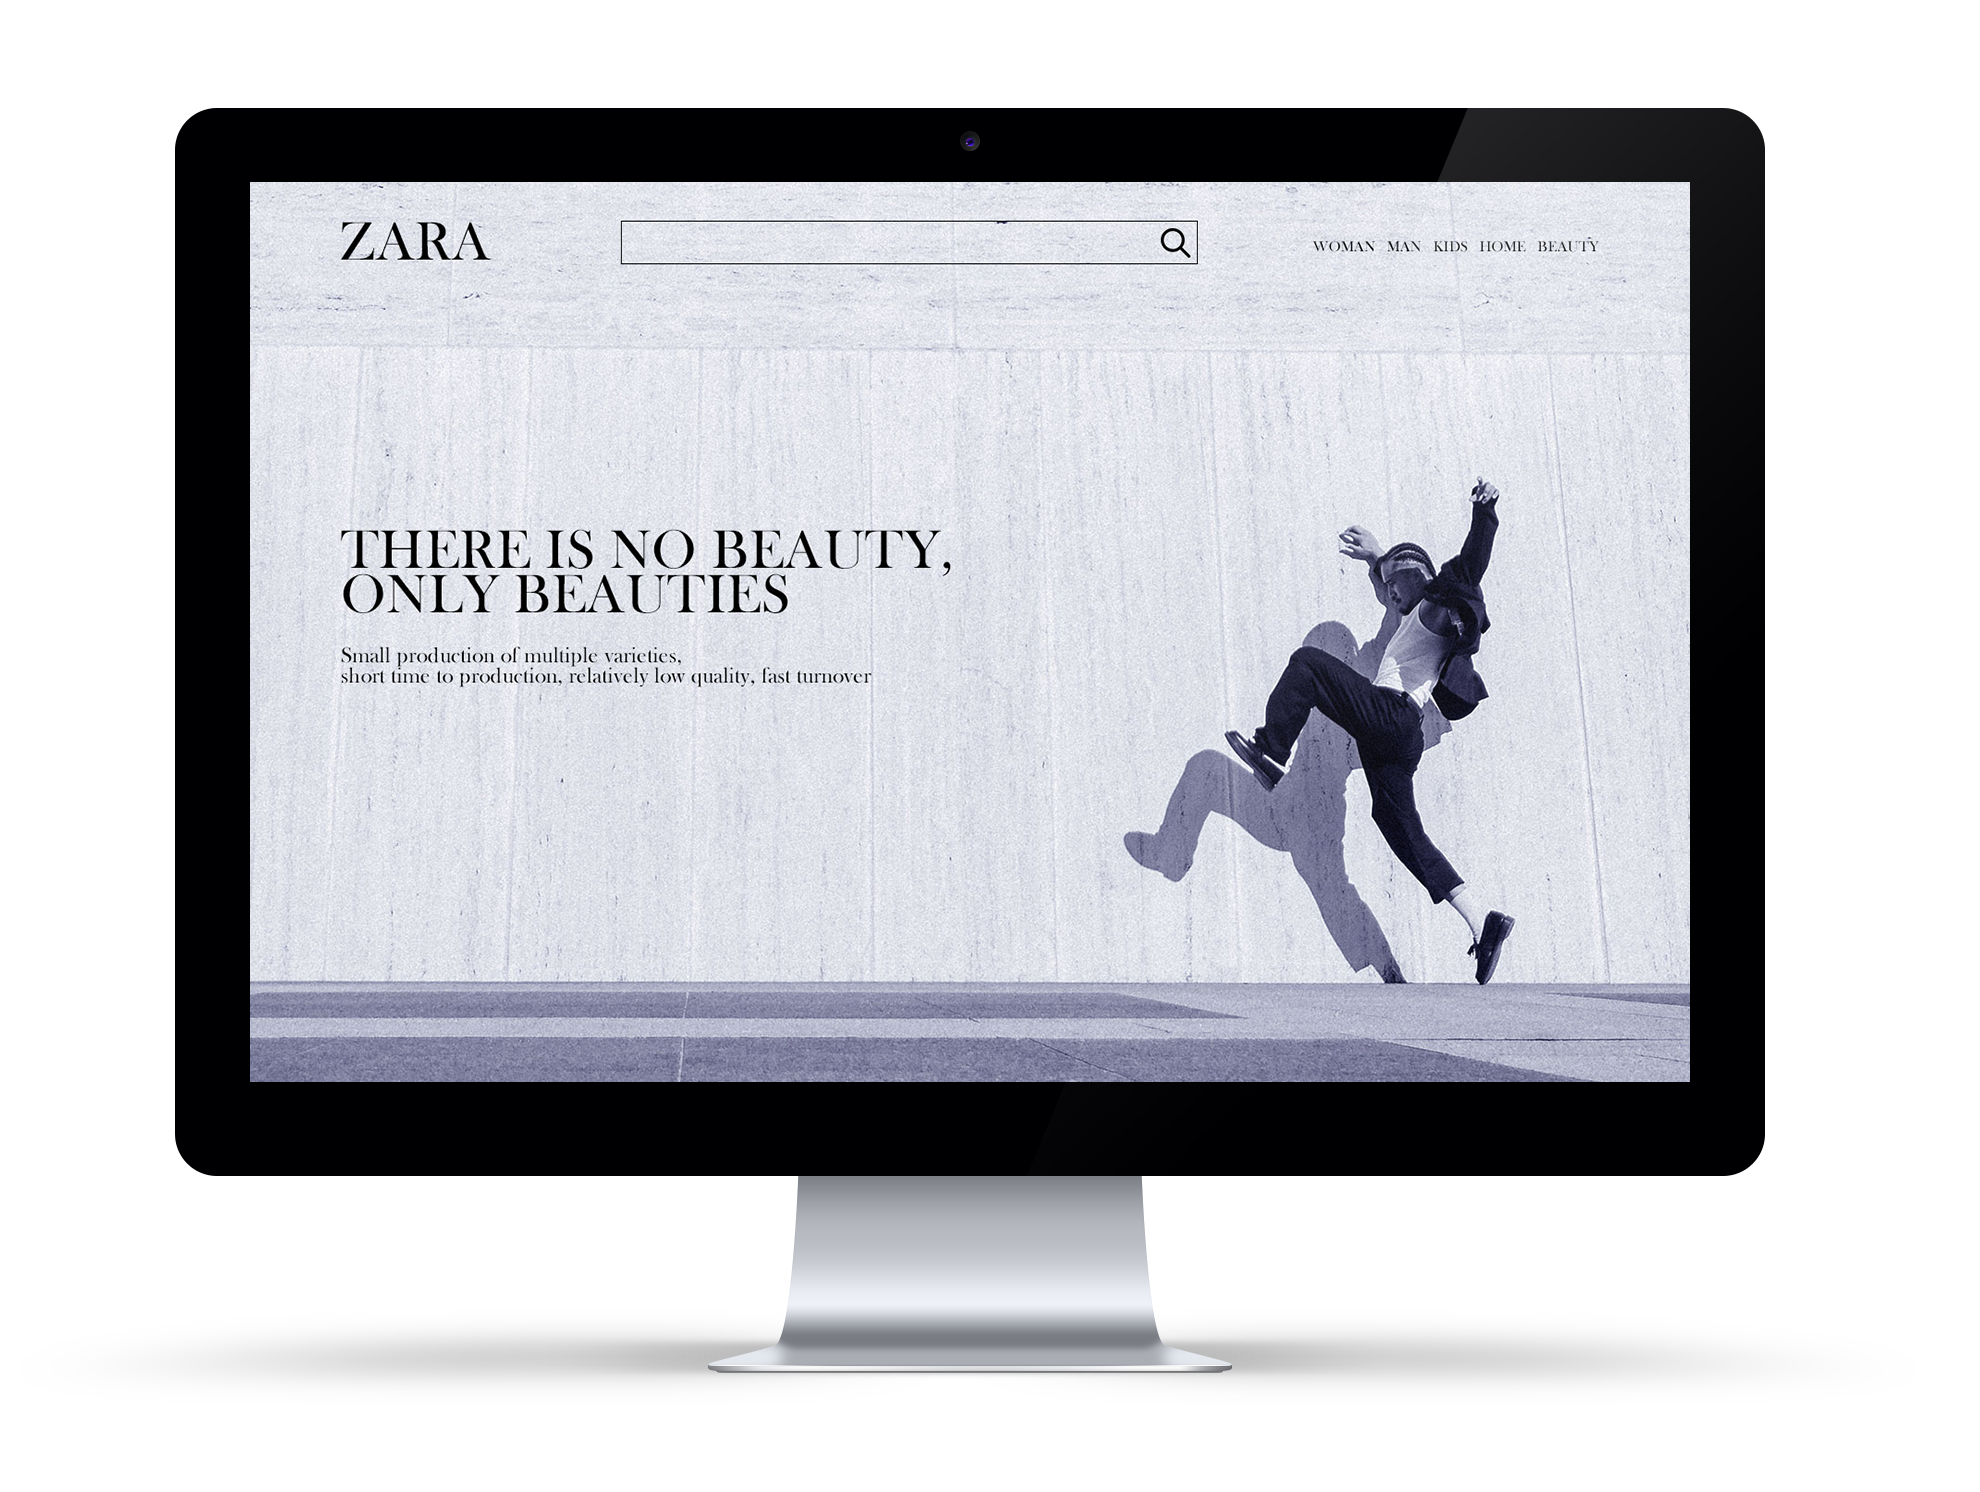 ZARA
WOMAN MAN KIDS HOME BEAUTY
THERE IS NO BEAUTY,
ONLY BEAUTIES
Small production of multiple varieties,
short time to production, relatively low quality, fast turnover